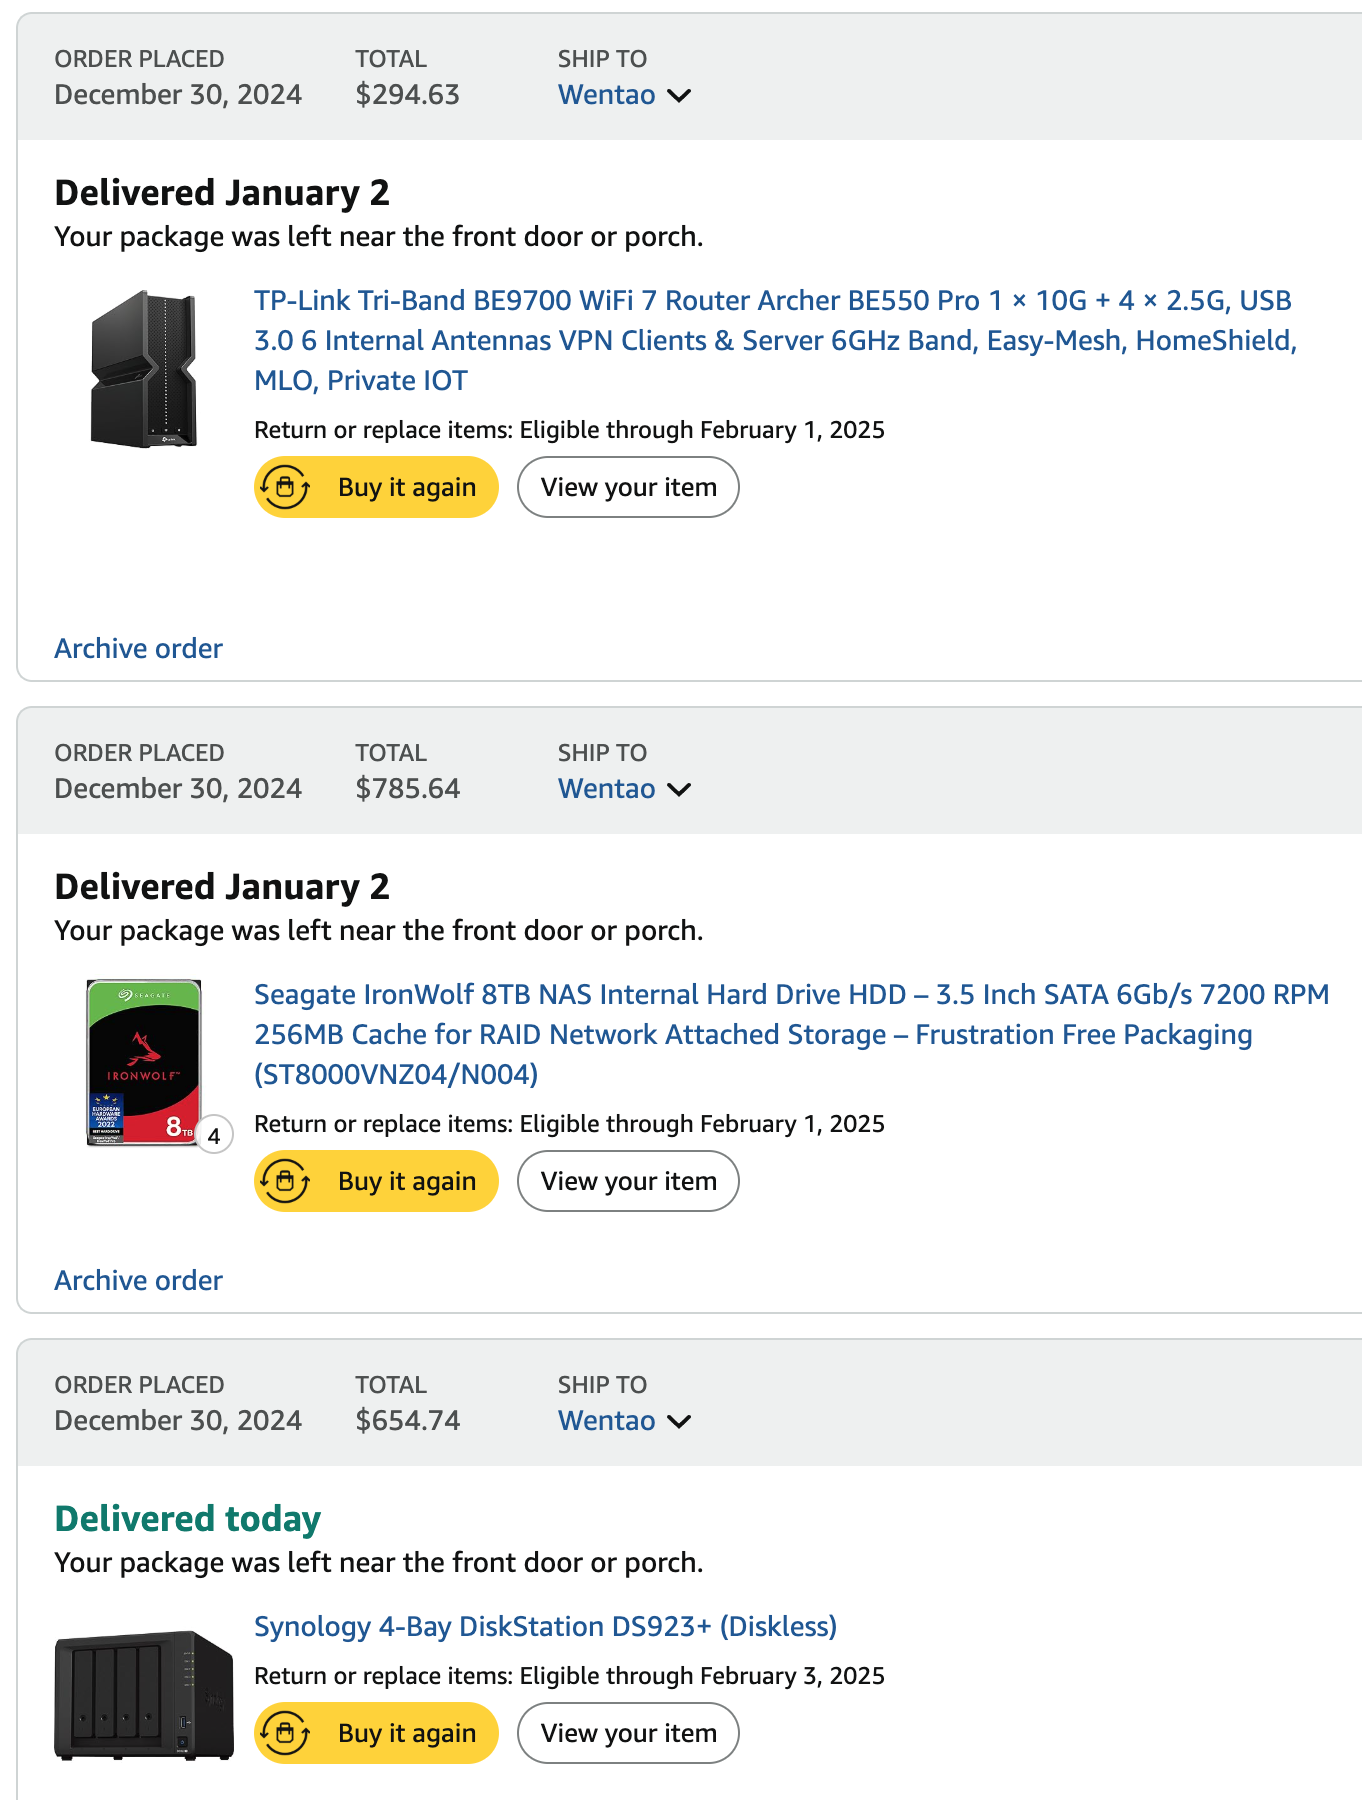 ORDER PLACED TOTAL SHIP TO
December 30, 2024 $294.63 Wentao
Delivered January 2
Your package was left near the front door or porch.
TP-Link Tri-Band BE9700 WiFi 7 Router Archer BE550 Pro 1 × 10G + 4 × 2.5G, USB
3.0 6 Internal Antennas VPN Clients & Server 6GHz Band, Easy-Mesh, HomeShield,
MLO, Private IOT
Return or replace items: Eligible through February 1, 2025
Buy it again View your item
Archive order
ORDER PLACED TOTAL SHIP TO
December 30, 2024 $785.64 Wentao
Delivered January 2
Your package was left near the front door or porch.
Seagate IronWolf 8TB NAS Internal Hard Drive HDD – 3.5 Inch SATA 6Gb/s 7200 RPM
256MB Cache for RAID Network Attached Storage – Frustration Free Packaging
(ST8000VNZ04/N004)
SEAGATE
IRONWOLF™
EUROPEAN
HARDWARE
AWARDS
2022
8TB
4
Return or replace items: Eligible through February 1, 2025
Buy it again View your item
Archive order
ORDER PLACED TOTAL SHIP TO
December 30, 2024 $654.74 Wentao
Delivered today
Your package was left near the front door or porch.
Synology 4-Bay DiskStation DS923+ (Diskless)
Return or replace items: Eligible through February 3, 2025
Buy it again View your item